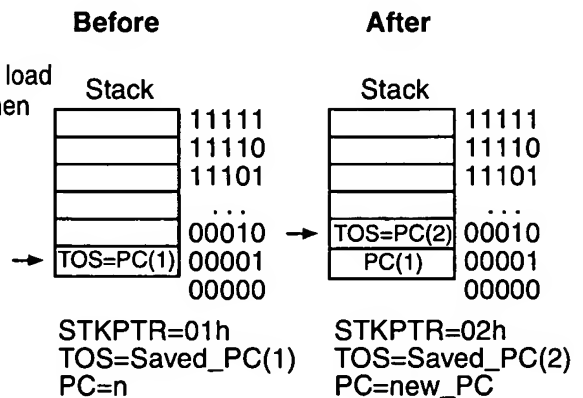 Before After
load
nen
Stack Stack
11111 11111
11110 11110
11101 11101
... ...
00010 TOS=PC(2) 00010
TOS=PC(1) 00001 PC(1) 00001
00000 00000
STKPTR=01h STKPTR=02h
TOS=Saved_PC(1) TOS=Saved_PC(2)
PC=n PC=new_PC